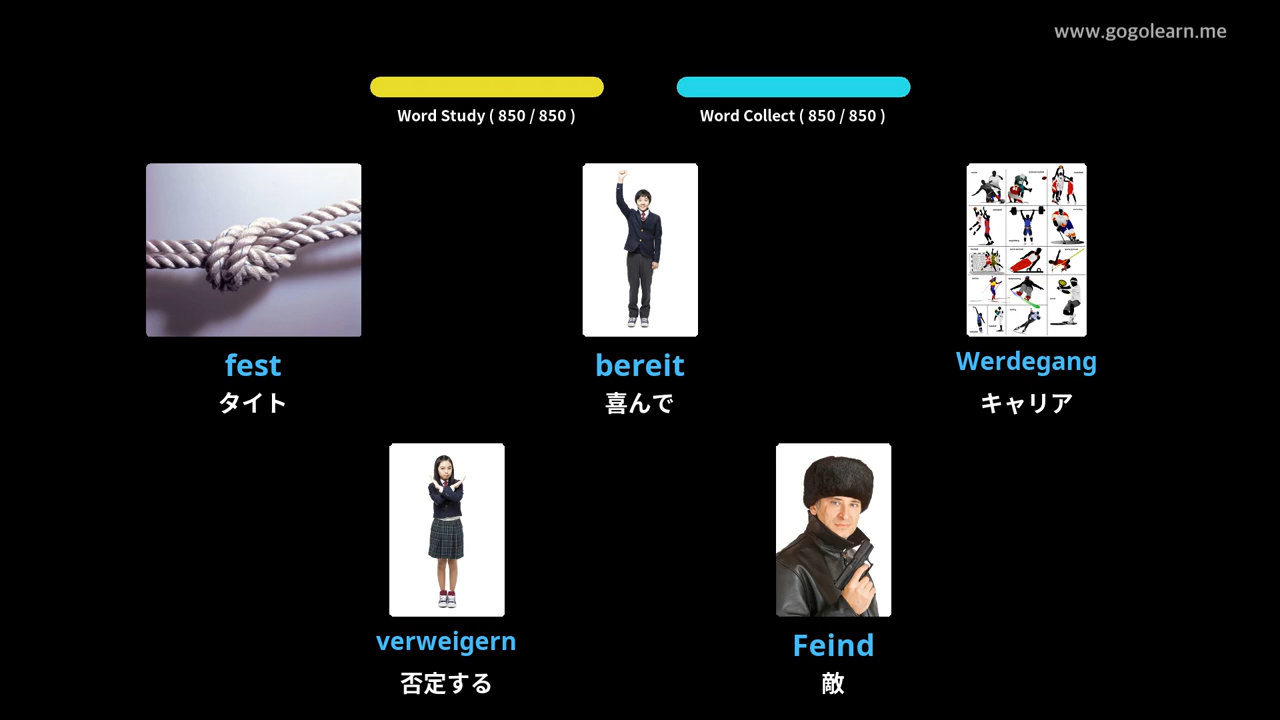 www.gogolearn.me
Word Study ( 850 / 850 )
Word Collect ( 850 / 850 )
fest
タイト
bereit
喜んで
Werdegang
キャリア
verweigern
否定する
Feind
敵